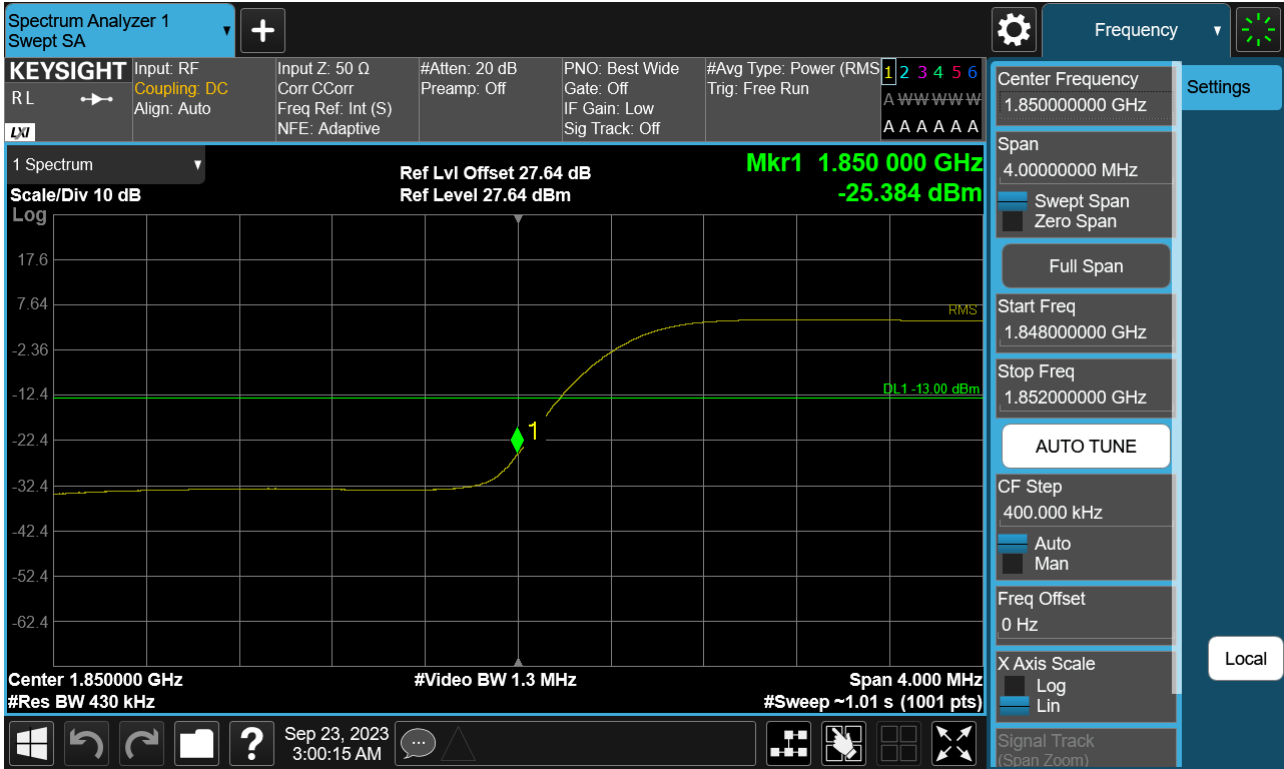 Spectrum Analyzer 1
Swept SA
Frequency
KEYSIGHT
R L
LXI
Input: RF
Coupling: DC
Align: Auto
Input Z: 50 Ω
Corr CCorr
Freq Ref: Int (S)
NFE: Adaptive
#Atten: 20 dB
Preamp: Off
PNO: Best Wide
Gate: Off
IF Gain: Low
Sig Track: Off
#Avg Type: Power (RMS
Trig: Free Run
1 2 3 4 5 6
A W W W W W
A A A A A A
1 Spectrum
Scale/Div 10 dB
Log
Ref Lvl Offset 27.64 dB
Ref Level 27.64 dBm
Mkr1 1.850 000 GHz
-25.384 dBm
17.6
7.64
RMS
-2.36
-12.4
DL1 -13.00 dBm
1
-22.4
-32.4
-42.4
-52.4
-62.4
Center 1.850000 GHz
#Video BW 1.3 MHz
Span 4.000 MHz
#Res BW 430 kHz
#Sweep ~1.01 s (1001 pts)
Center Frequency
1.850000000 GHz
Settings
Span
4.00000000 MHz
Swept Span
Zero Span
Full Span
Start Freq
1.848000000 GHz
Stop Freq
1.852000000 GHz
AUTO TUNE
CF Step
400.000 kHz
Auto
Man
Freq Offset
0 Hz
X Axis Scale
Log
Lin
Local
Signal Track
(Span Zoom)
?
Sep 23, 2023
3:00:15 AM